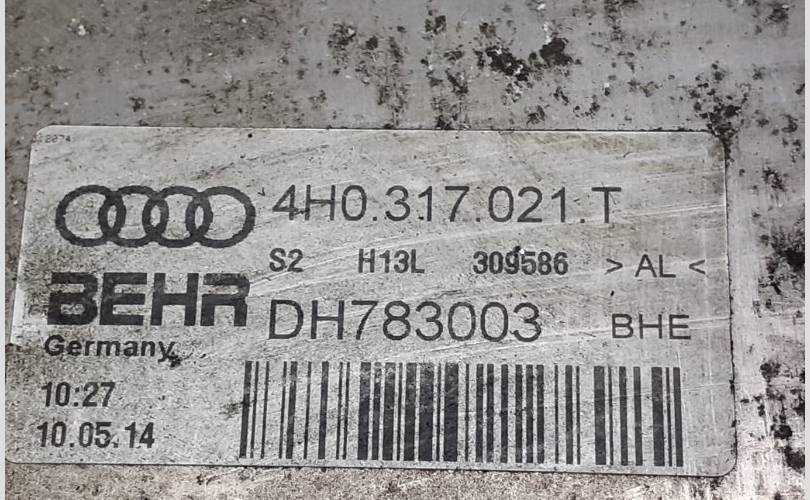 4H0.317.021.T
S2 H13L 309586 > AL <
BEHR DH783003 BHE
Germany
10:27
10.05.14